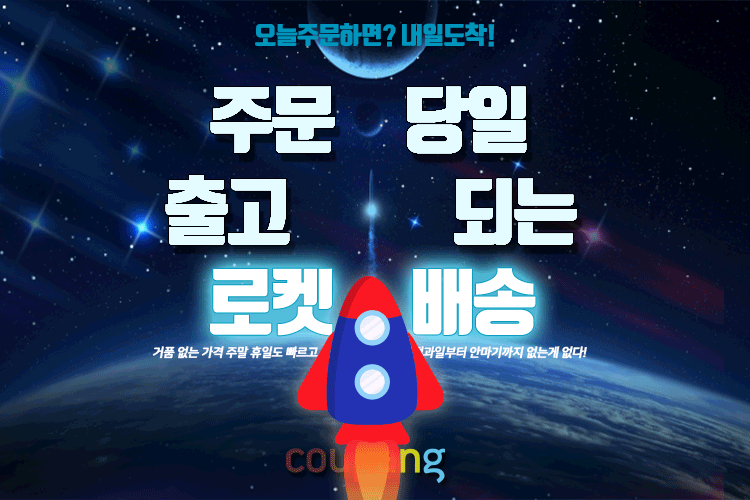 오늘주문하면? 내일도착!
주문 당일
출고 되는
로켓 배송
거품 없는 가격 주말 휴일도 빠르고 과일부터 안마기까지 없는게 없다!
cou ng